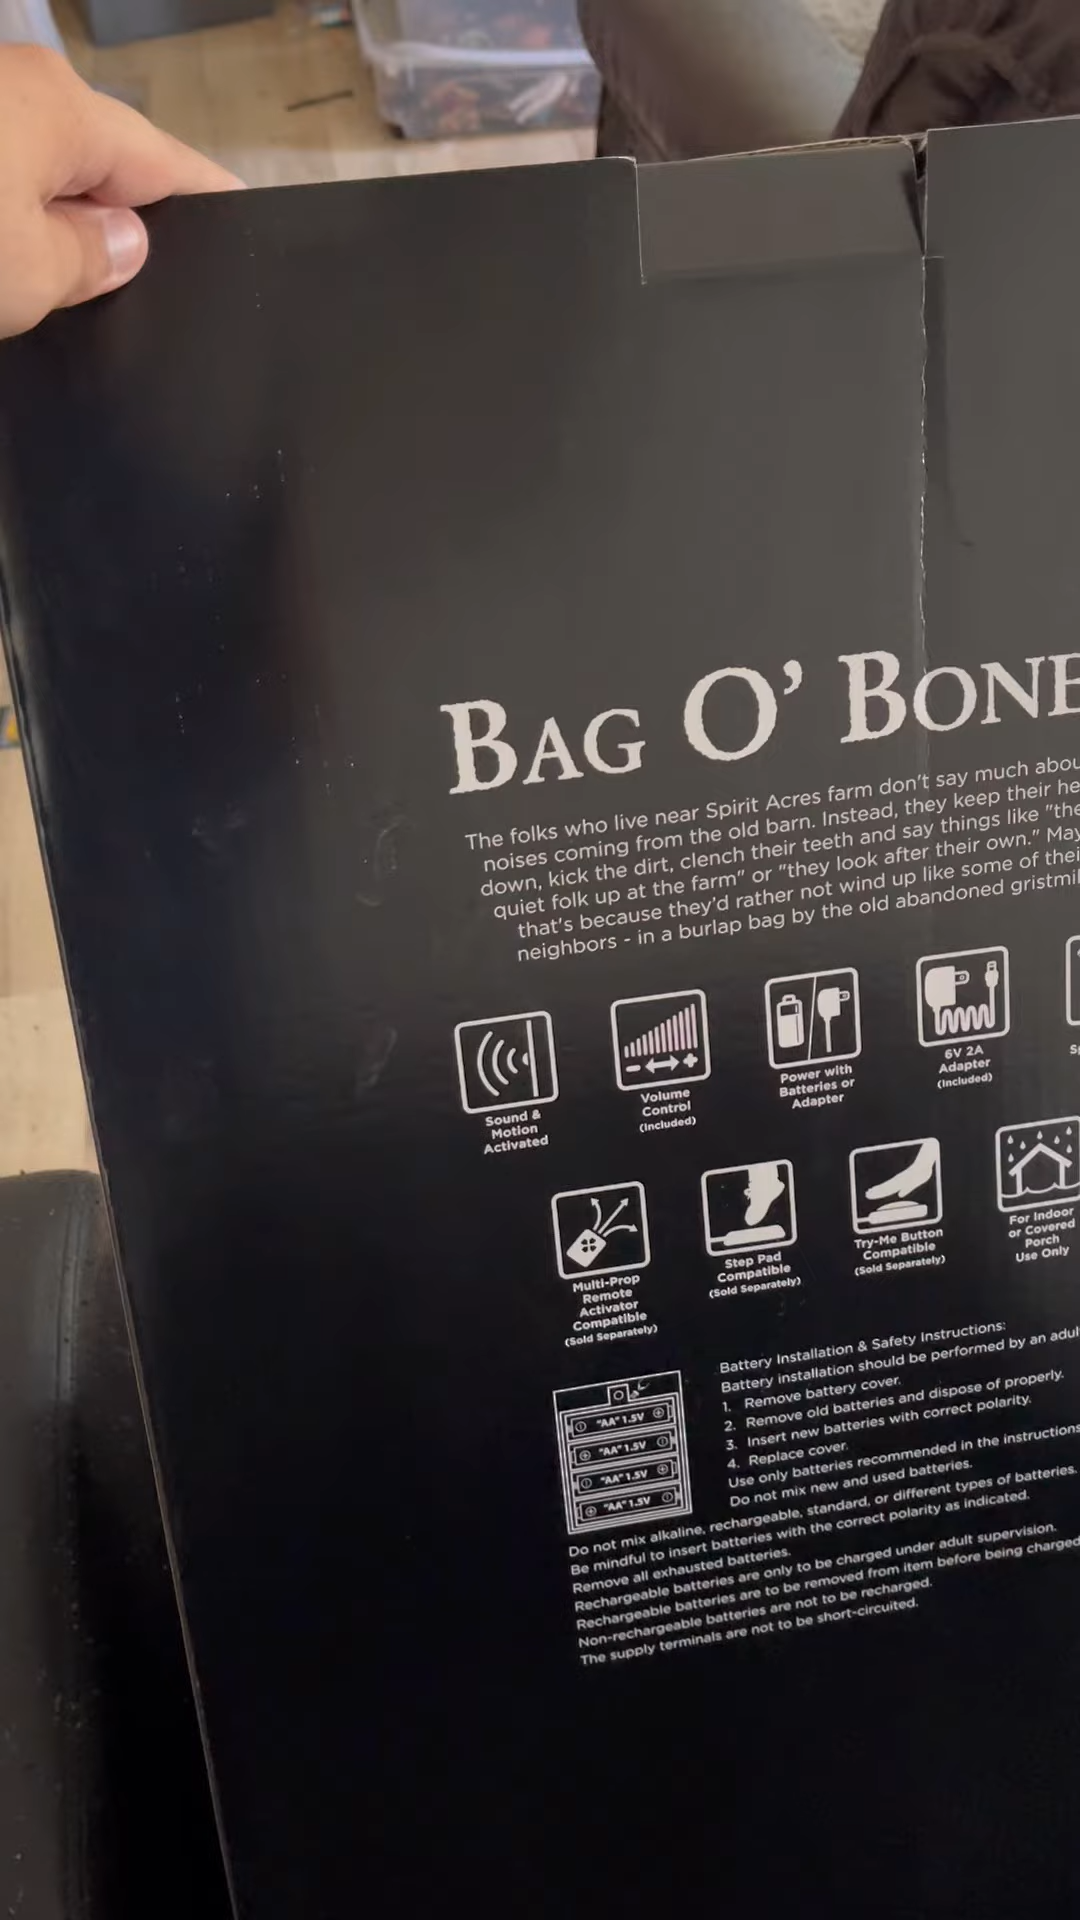 BAG O' BONE
The folks who live near Spirit Acres farm don't say much abou
noises coming from the old barn. Instead, they keep their he
down, kick the dirt, clench their teeth and say things like "the
quiet folk up at the farm" or "they look after their own." May
that's because they'd rather not wind up like some of thei
neighbors - in a burlap bag by the old abandoned gristmil
Sound &
Motion
Activated
Volume
Control
(Included)
Power with
Batteries or
Adapter
6V 2A
Adapter
(Included)
Multi-Prop
Remote
Activator
Compatible
(Sold Separately)
Step Pad
Compatible
(Sold Separately)
Try-Me Button
Compatible
(Sold Separately)
For Indoor
or Covered
Porch
Use Only
"AA" 1.5V
"AA" 1.5V
"AA" 1.5V
"AA" 1.5V
Battery Installation & Safety Instructions:
Battery installation should be performed by an adul
1. Remove battery cover.
2. Remove old batteries and dispose of properly.
3. Insert new batteries with correct polarity.
4. Replace cover.
Use only batteries recommended in the instructions
Do not mix new and used batteries.
Do not mix alkaline, rechargeable, standard, or different types of batteries.
Be mindful to insert batteries with the correct polarity as indicated.
Remove all exhausted batteries.
Rechargeable batteries are only to be charged under adult supervision.
Rechargeable batteries are to be removed from item before being charged
Non-rechargeable batteries are not to be recharged.
The supply terminals are not to be short-circuited.